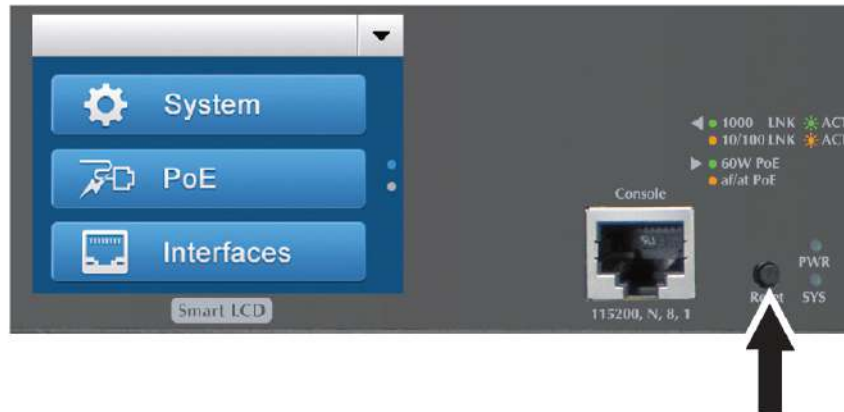 System
PoE
Interfaces
Smart LCD
Console
115200, N, 8, 1
1000 LNK ACT
10/100 LNK ACT
60W PoE
af/at PoE
PWR
Reset SYS